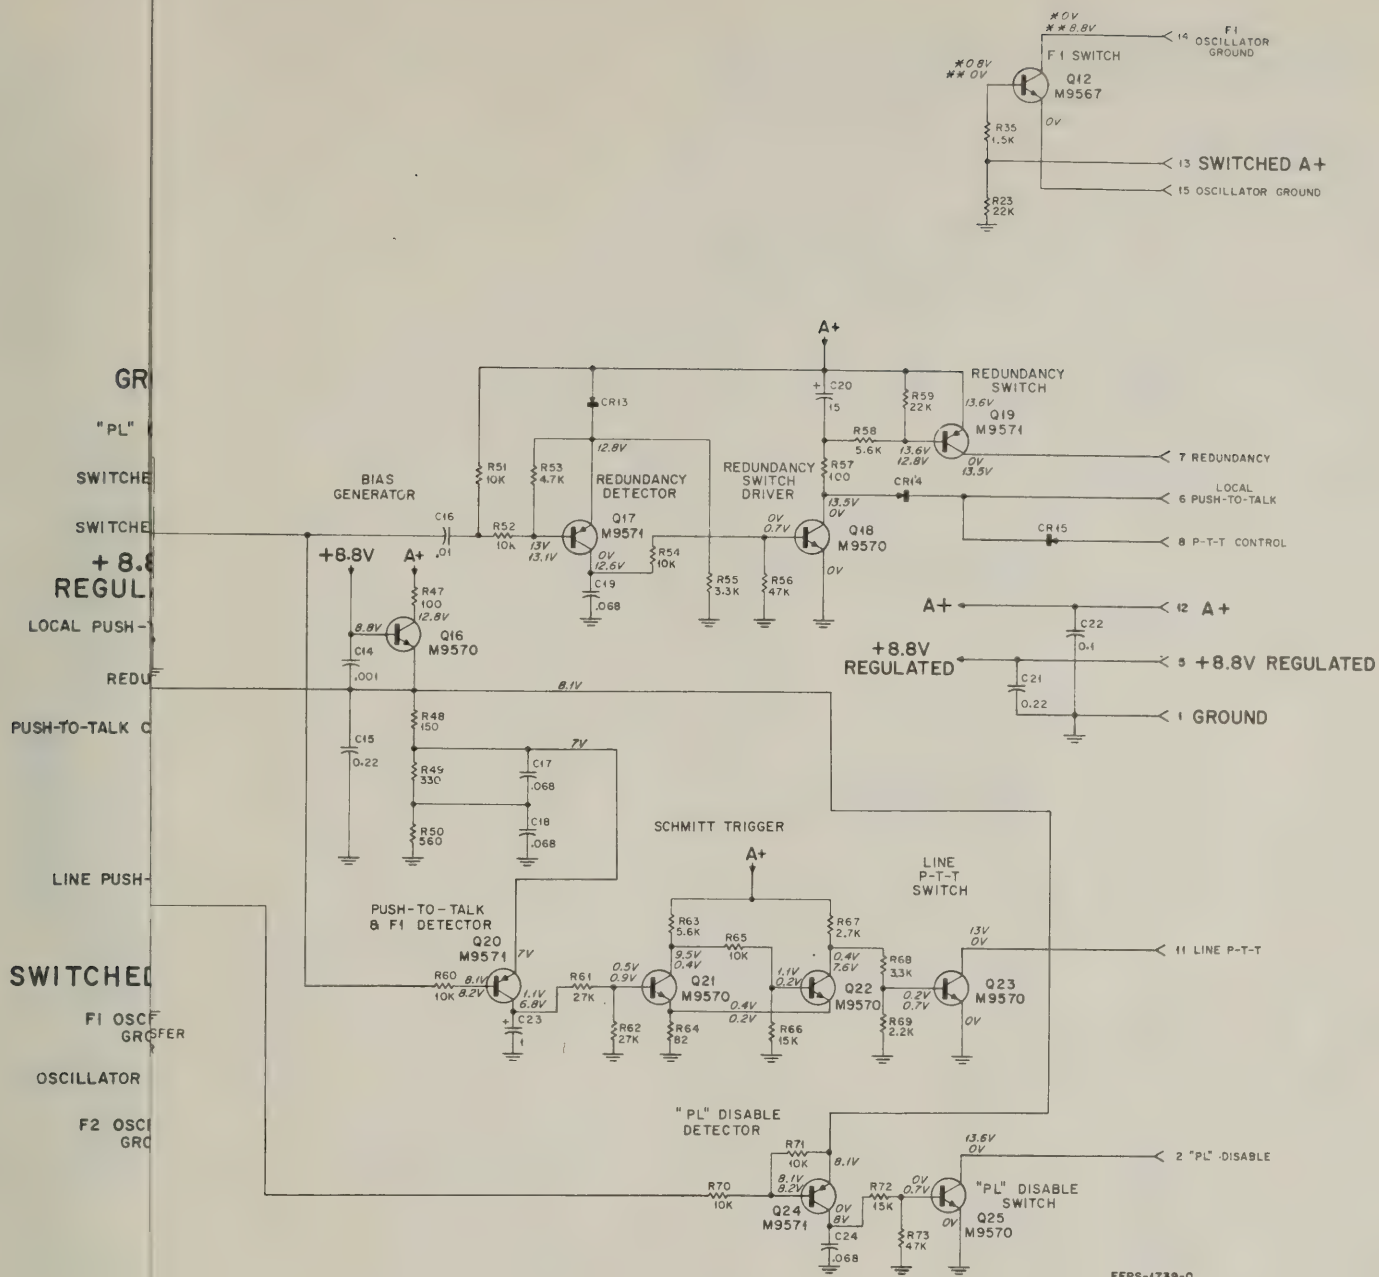 *0V
**8.8V
14 F1
OSCILLATOR
GROUND
F1 SWITCH
*0.8V
**0V
Q12
M9567
0V
R35
1.5K
13 SWITCHED A+
15 OSCILLATOR GROUND
R23
22K
A+
GR
"PL"
SWITCHE
SWITCHE
+8.8
REGUL
LOCAL PUSH-
REDU
PUSH-TO-TALK C
LINE PUSH-
SWITCHED
F1 OSC
GRO
SFER
OSCILLATOR
F2 OSCI
GRO
BIAS
GENERATOR
+8.8V
A+
R47
100
12.8V
8.8V
Q16
M9570
C14
.001
8.1V
R48
150
C15
0.22
7V
R49
330
C17
.068
R50
560
C18
.068
C16
.01
R51
10K
R52
10K
R53
4.7K
CR13
12.8V
REDUNDANCY
DETECTOR
Q17
M9571
13V
13.1V
0V
12.6V
C19
.068
R54
10K
R55
3.3K
R56
47K
REDUNDANCY
SWITCH
DRIVER
0V
0.7V
Q18
M9570
0V
+ C20
15
R57
100
13.5V
0V
R58
5.6K
R59
22K
REDUNDANCY
SWITCH
13.6V
Q19
M9571
13.6V
12.8V
0V
13.5V
7 REDUNDANCY
CR14
LOCAL
6 PUSH-TO-TALK
CR15
8 P-T-T CONTROL
A+
12 A+
C22
0.1
+8.8V
REGULATED
5 +8.8V REGULATED
C21
0.22
1 GROUND
PUSH-TO-TALK
& F1 DETECTOR
Q20
M9571
7V
R60
10K
8.1V
8.2V
1.1V
6.8V
+ C23
1
R61
27K
R62
27K
SCHMITT TRIGGER
A+
R63
5.6K
0.5V
0.9V
9.5V
0.4V
Q21
M9570
R64
82
0.4V
0.2V
R65
10K
1.1V
0.2V
R66
15K
R67
2.7K
0.4V
7.6V
Q22
M9570
R68
3.3K
R69
2.2K
LINE
P-T-T
SWITCH
13V
0V
0.2V
0.7V
Q23
M9570
0V
11 LINE P-T-T
"PL" DISABLE
DETECTOR
R70
10K
R71
10K
8.1V
8.1V
8.2V
Q24
M9571
0V
8V
C24
.068
R72
15K
R73
47K
0V
0.7V
13.6V
0V
"PL" DISABLE
SWITCH
Q25
M9570
0V
2 "PL" DISABLE
EEPS-1739-0